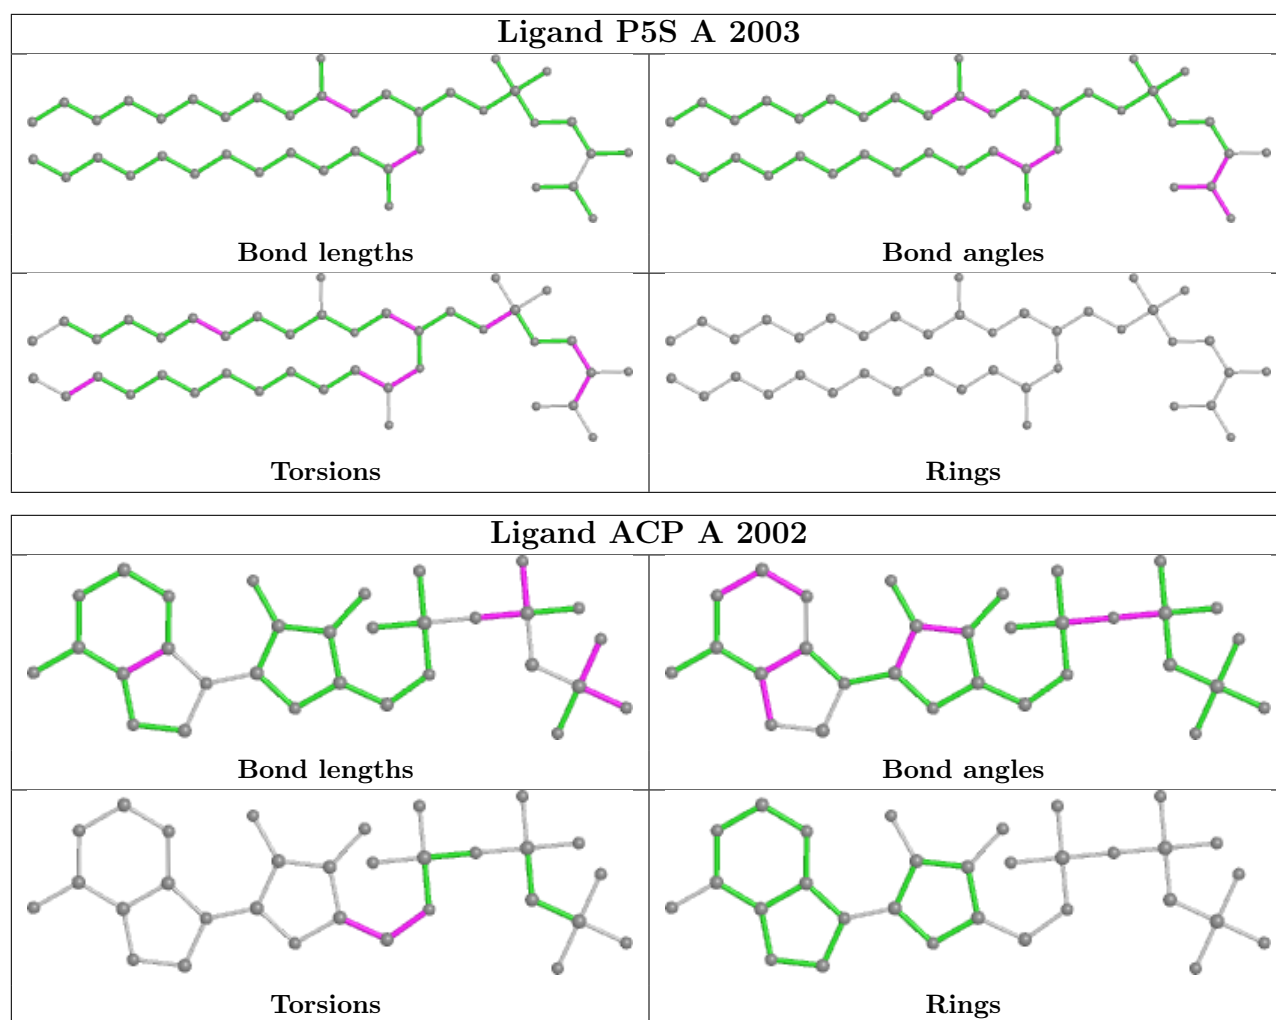 Ligand P5S A 2003
Bond lengths
Bond angles
Torsions
Rings
Ligand ACP A 2002
Bond lengths
Bond angles
Torsions
Rings